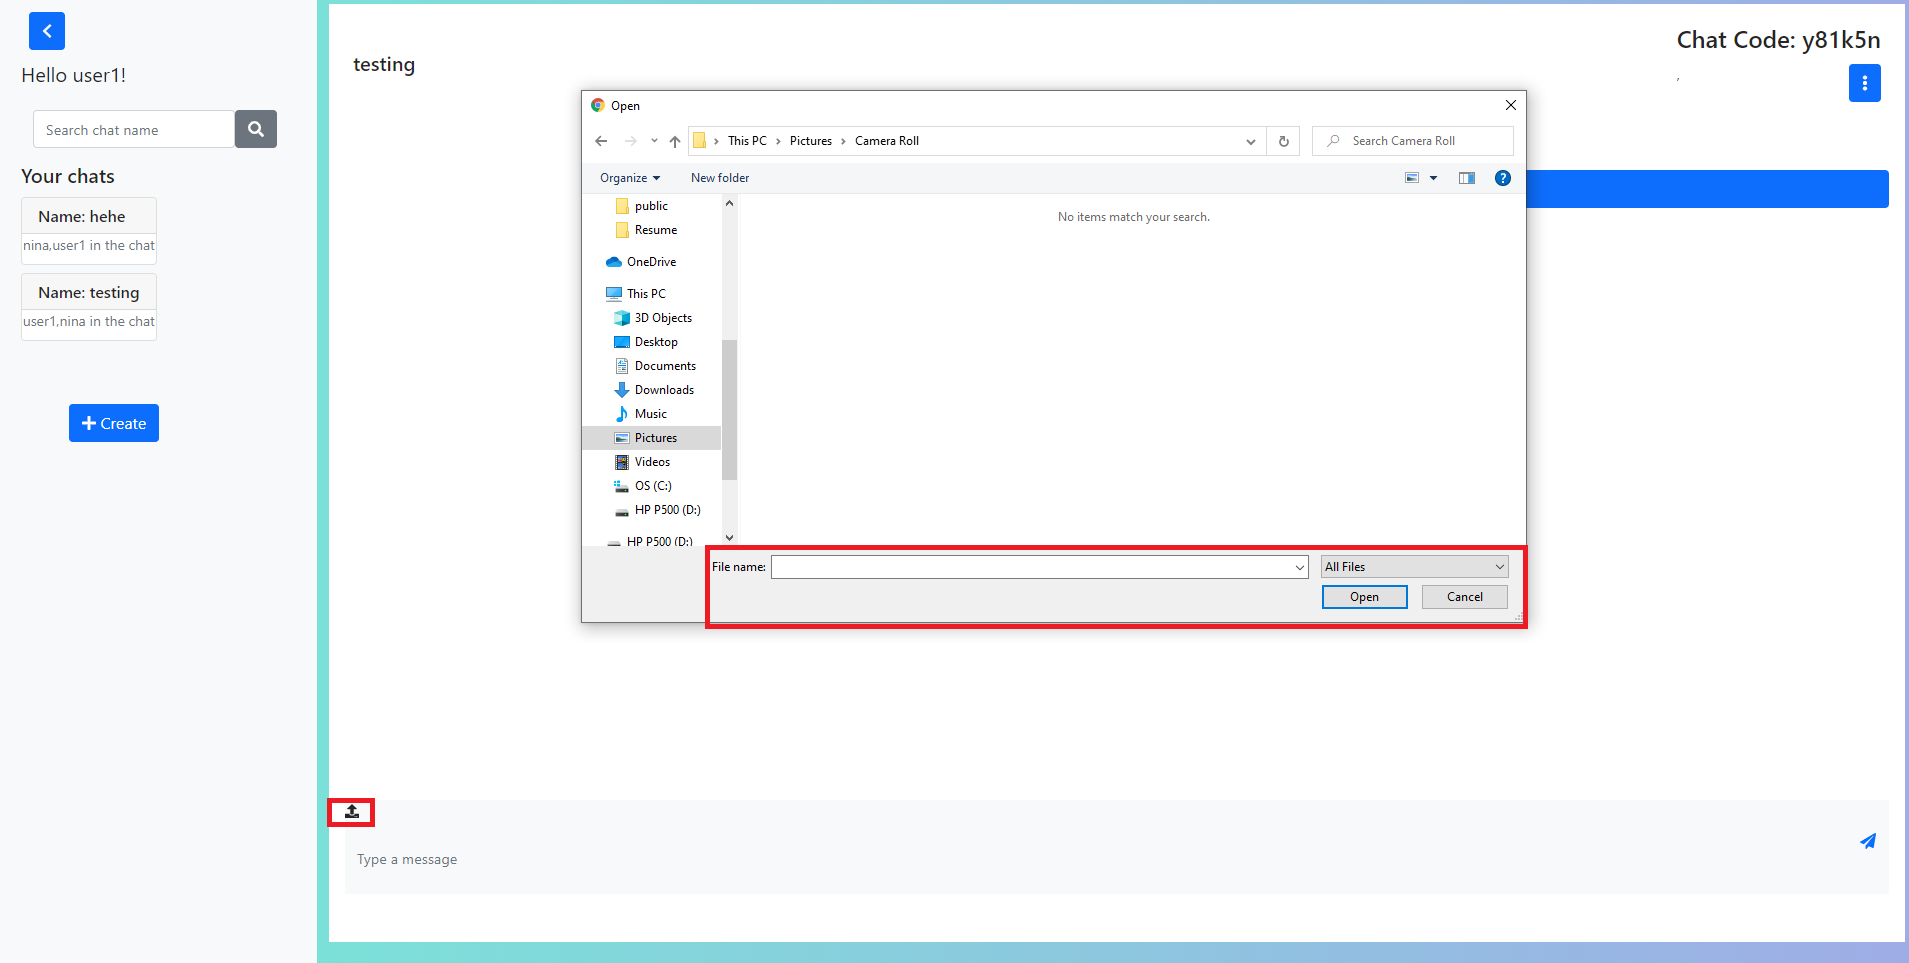 Hello user1!
Search chat name
Your chats
Name: hehe
nina,user1 in the chat
Name: testing
user1,nina in the chat
Create
testing
Chat Code: y81k5n
,
Open
This PC
Pictures
Camera Roll
Search Camera Roll
Organize
New folder
?
public
Resume
OneDrive
This PC
3D Objects
Desktop
Documents
Downloads
Music
Pictures
Videos
OS (C:)
HP P500 (D:)
HP P500 (D:)
No items match your search.
File name:
All Files
Open
Cancel
Type a message